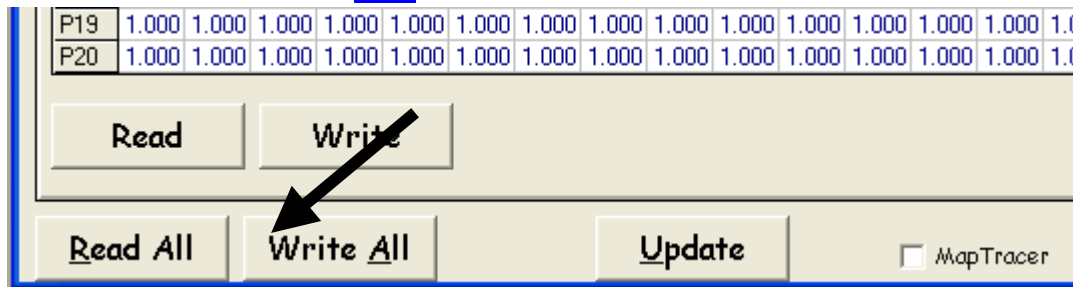 P19 1.000 1.000 1.000 1.000 1.000 1.000 1.000 1.000 1.000 1.000 1.000 1.000 1.000 1.000
P20 1.000 1.000 1.000 1.000 1.000 1.000 1.000 1.000 1.000 1.000 1.000 1.000 1.000 1.000
Read Write
Read All Write All Update MapTracer